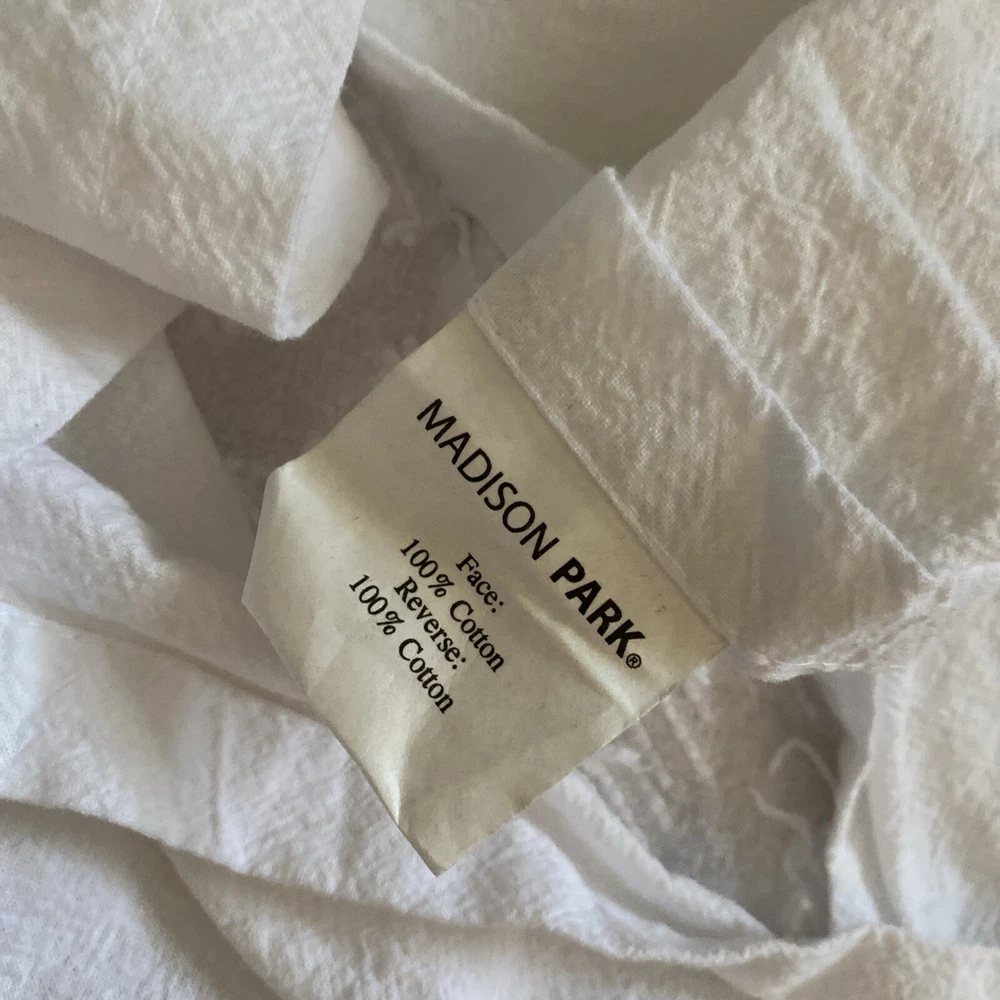 MADISON PARK®
Face:
100% Cotton
Reverse:
100% Cotton